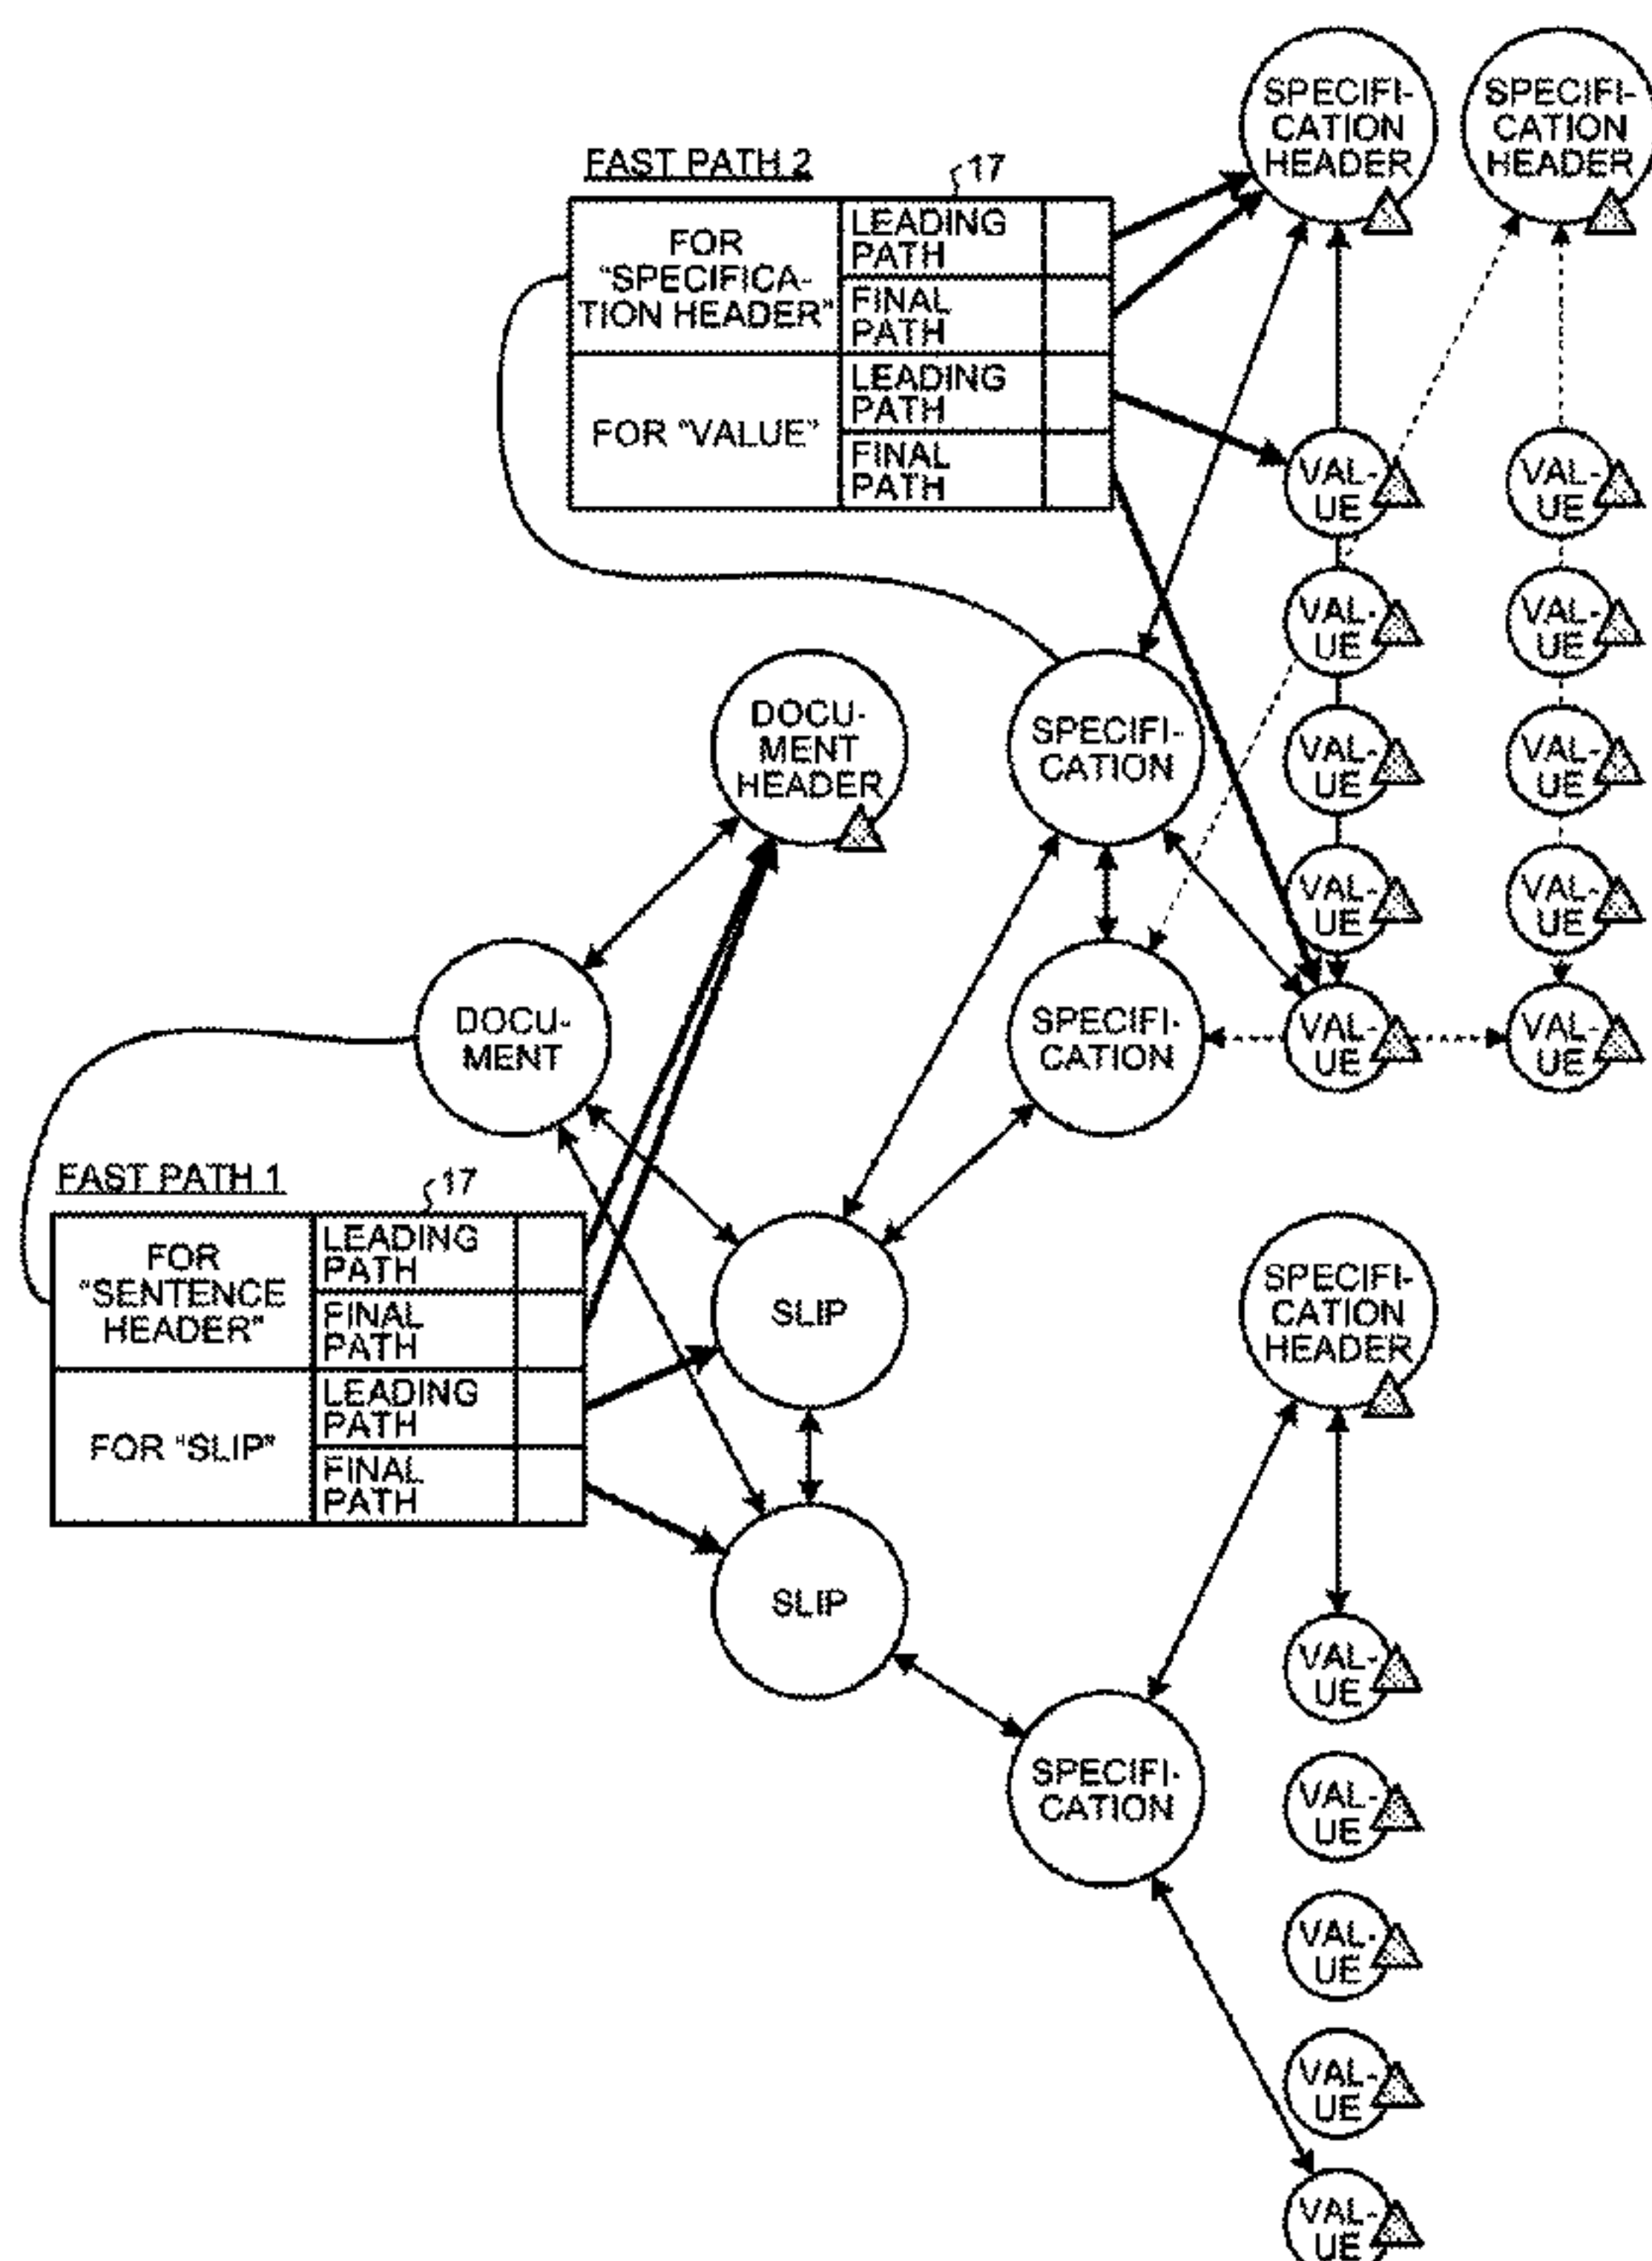 SPECIFI-
CATION
HEADER
SPECIFI-
CATION
HEADER
FAST PATH 2
17
FOR
"SPECIFICA-
TION HEADER"
LEADING
PATH
FINAL
PATH
FOR "VALUE"
LEADING
PATH
FINAL
PATH
VAL-
UE
VAL-
UE
VAL-
UE
VAL-
UE
DOCU-
MENT
HEADER
SPECIFI-
CATION
VAL-
UE
VAL-
UE
VAL-
UE
VAL-
UE
DOCU-
MENT
SPECIFI-
CATION
VAL-
UE
VAL-
UE
FAST PATH 1
17
FOR
"SENTENCE
HEADER"
LEADING
PATH
FINAL
PATH
FOR "SLIP"
LEADING
PATH
FINAL
PATH
SLIP
SPECIFI-
CATION
HEADER
SLIP
VAL-
UE
SPECIFI-
CATION
VAL-
UE
VAL-
UE
VAL-
UE
VAL-
UE